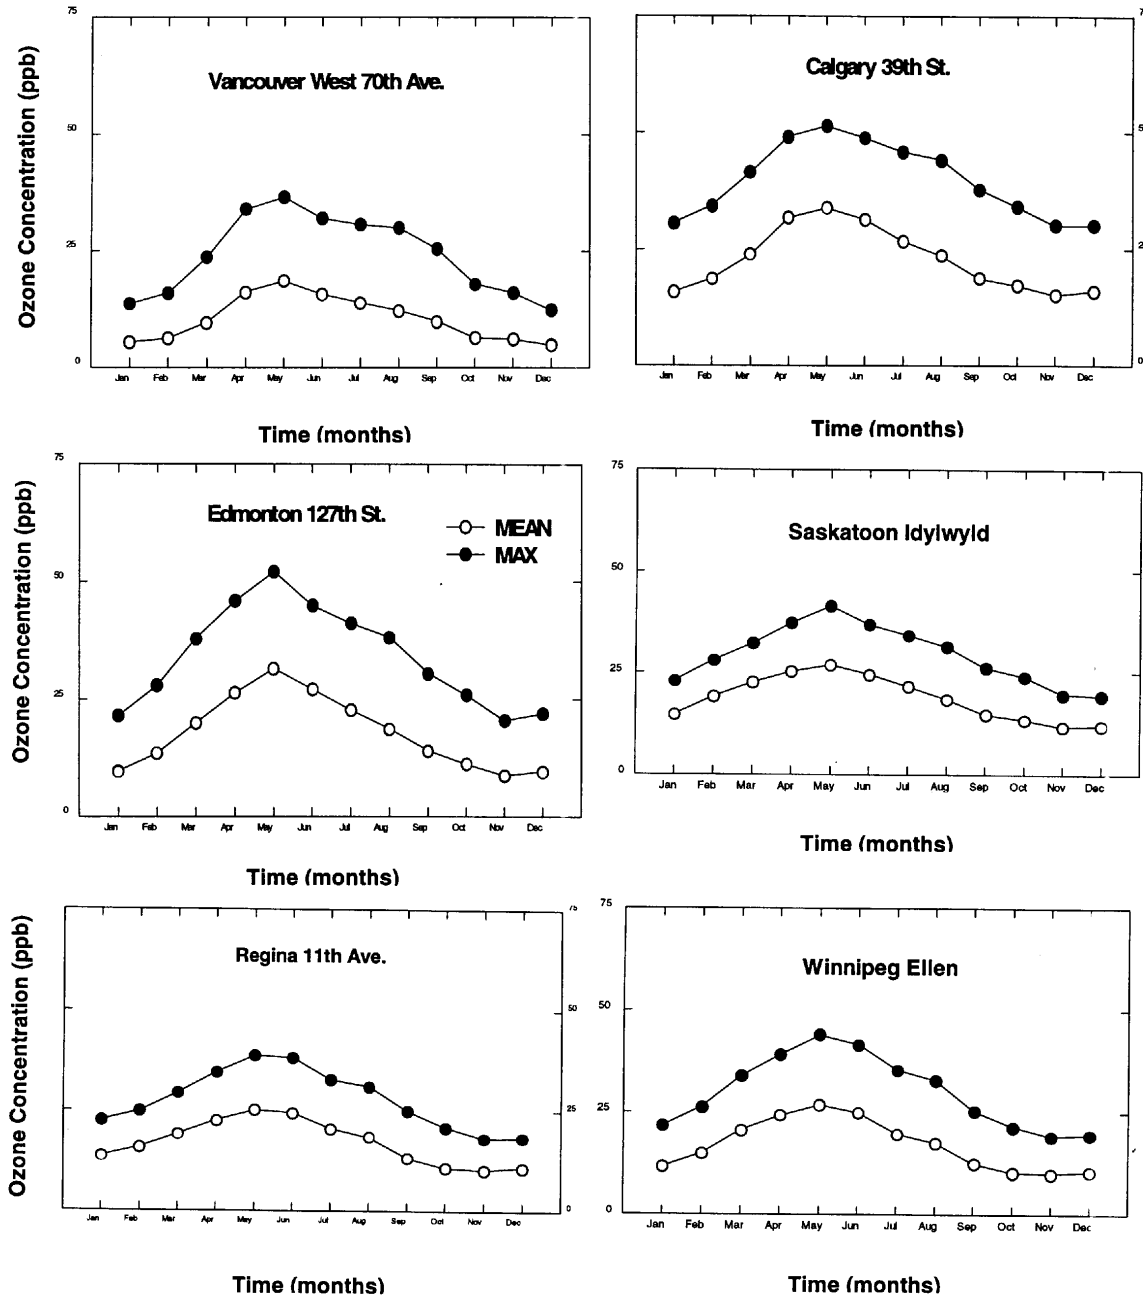 75
Vancouver West 70th Ave.
50
25
0
Ozone Concentration (ppb)
Jan Feb Mar Apr May Jun Jul Aug Sep Oct Nov Dec
Time (months)
Calgary 39th St.
7
5
2
0
Jan Feb Mar Apr May Jun Jul Aug Sep Oct Nov Dec
Time (months)
75
Edmonton 127th St.
MEAN
MAX
50
25
0
Ozone Concentration (ppb)
Jan Feb Mar Apr May Jun Jul Aug Sep Oct Nov Dec
Time (months)
75
Saskatoon Idylwyld
50
25
0
Jan Feb Mar Apr May Jun Jul Aug Sep Oct Nov Dec
Time (months)
75
Regina 11th Ave.
50
25
0
Ozone Concentration (ppb)
Jan Feb Mar Apr May Jun Jul Aug Sep Oct Nov Dec
Time (months)
75
Winnipeg Ellen
50
25
0
Jan Feb Mar Apr May Jun Jul Aug Sep Oct Nov Dec
Time (months)